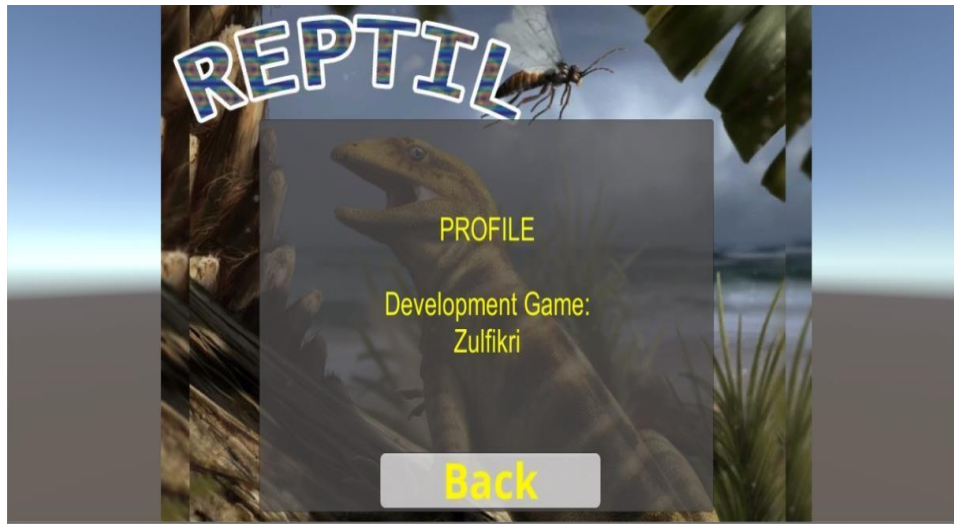 REPTIL
PROFILE
Development Game:
Zulfikri
Back